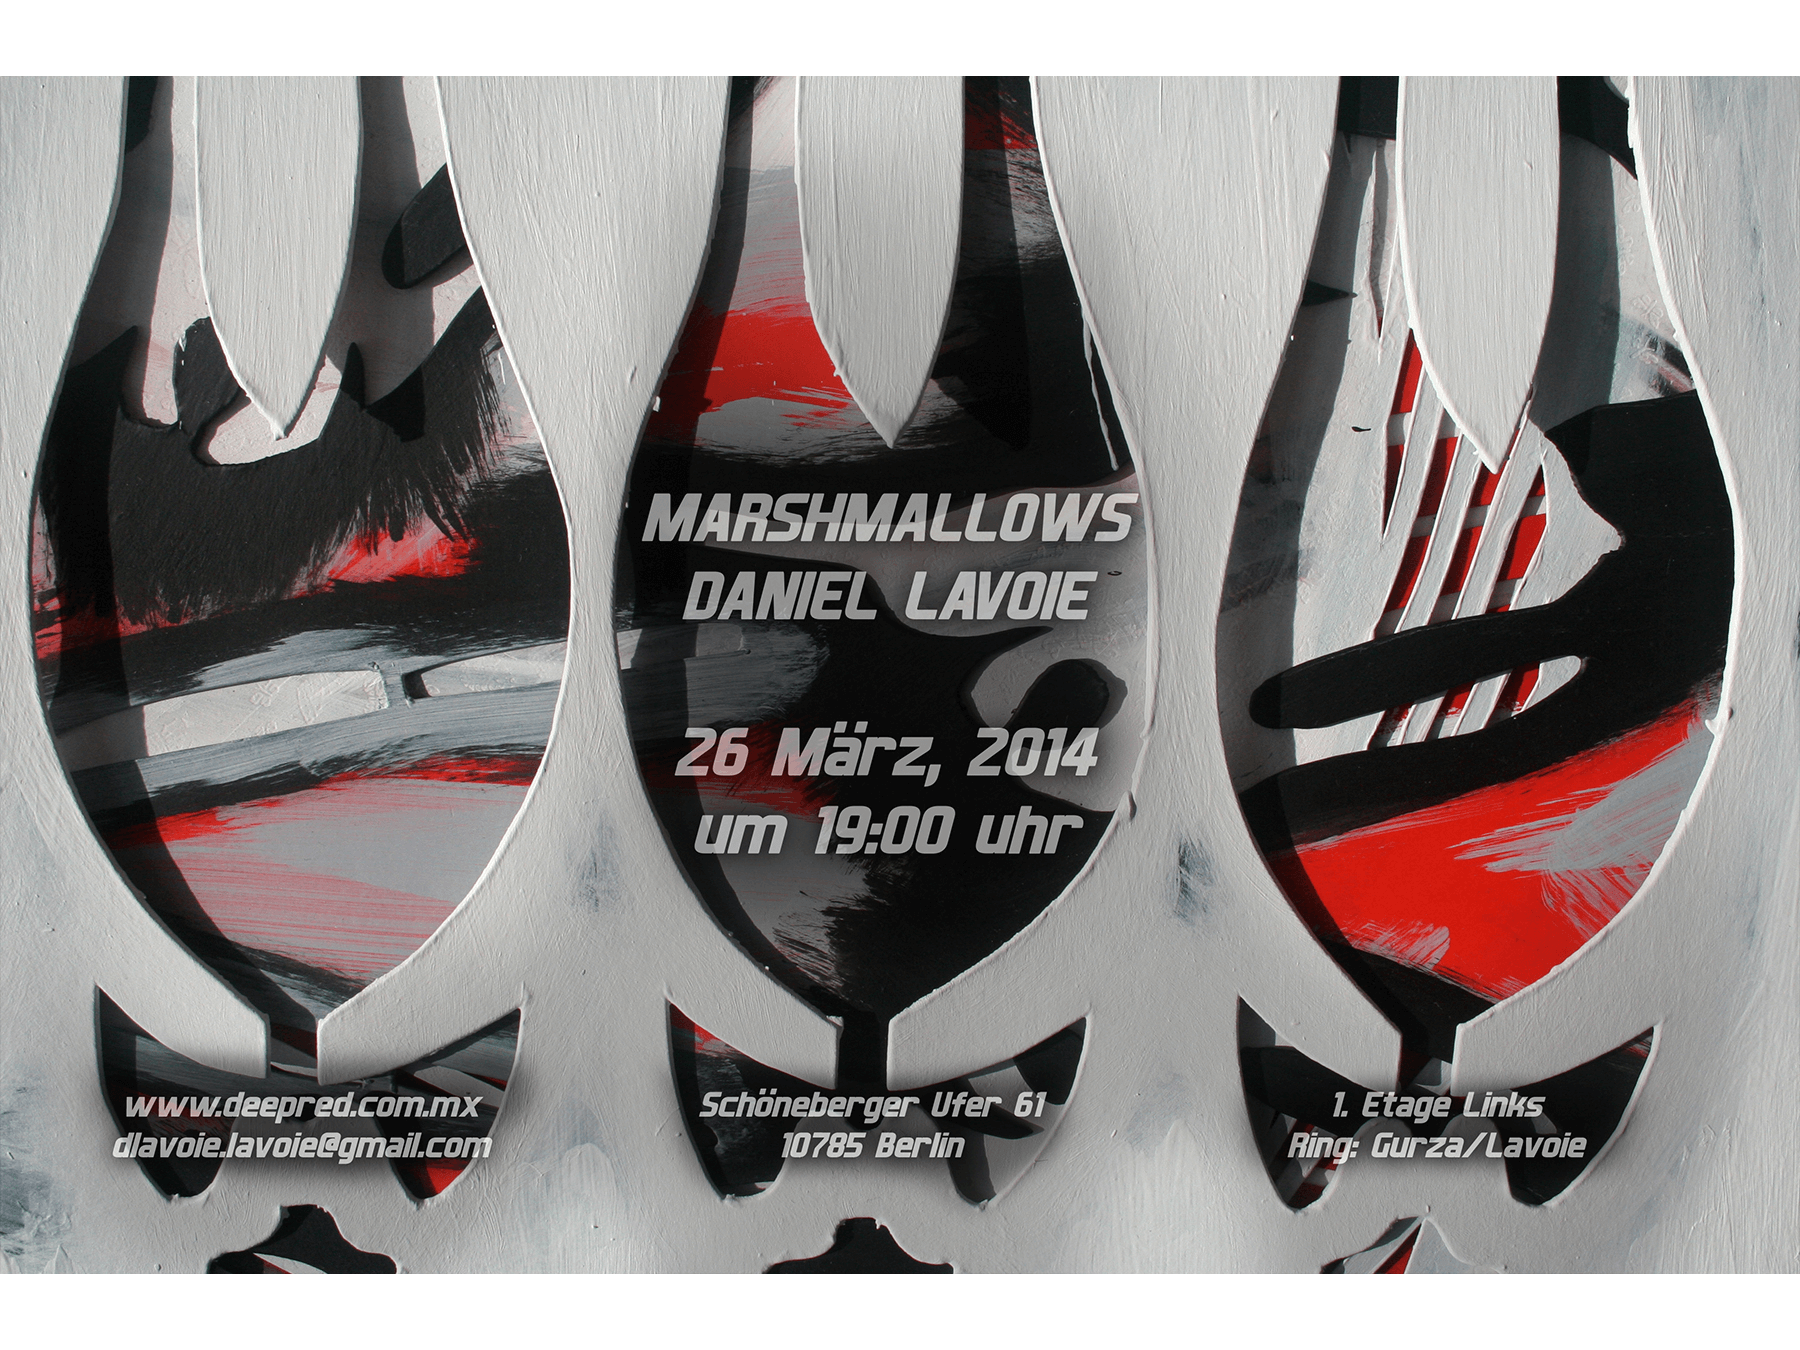 MARSHMALLOWS
DANIEL LAVOIE
26 März, 2014
um 19:00 uhr
www.deepred.com.mx
dlavoie.lavoie@gmail.com
Schöneberger Ufer 61
10785 Berlin
1. Etage Links
Ring: Gurza/Lavoie